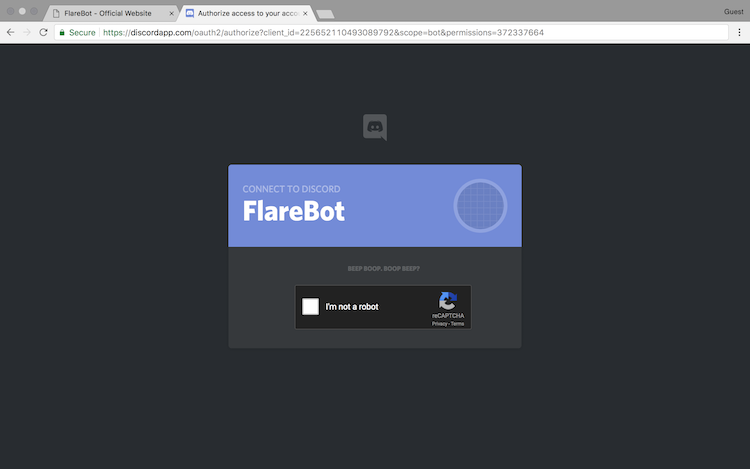 FlareBot - Official Website
Authorize access to your acco
Guest
Secure
https://discordapp.com/oauth2/authorize?client_id=225652110493089792&scope=bot&permissions=372337664
CONNECT TO DISCORD
FlareBot
BEEP BOOP. BOOP BEEP?
I'm not a robot
reCAPTCHA
Privacy - Terms